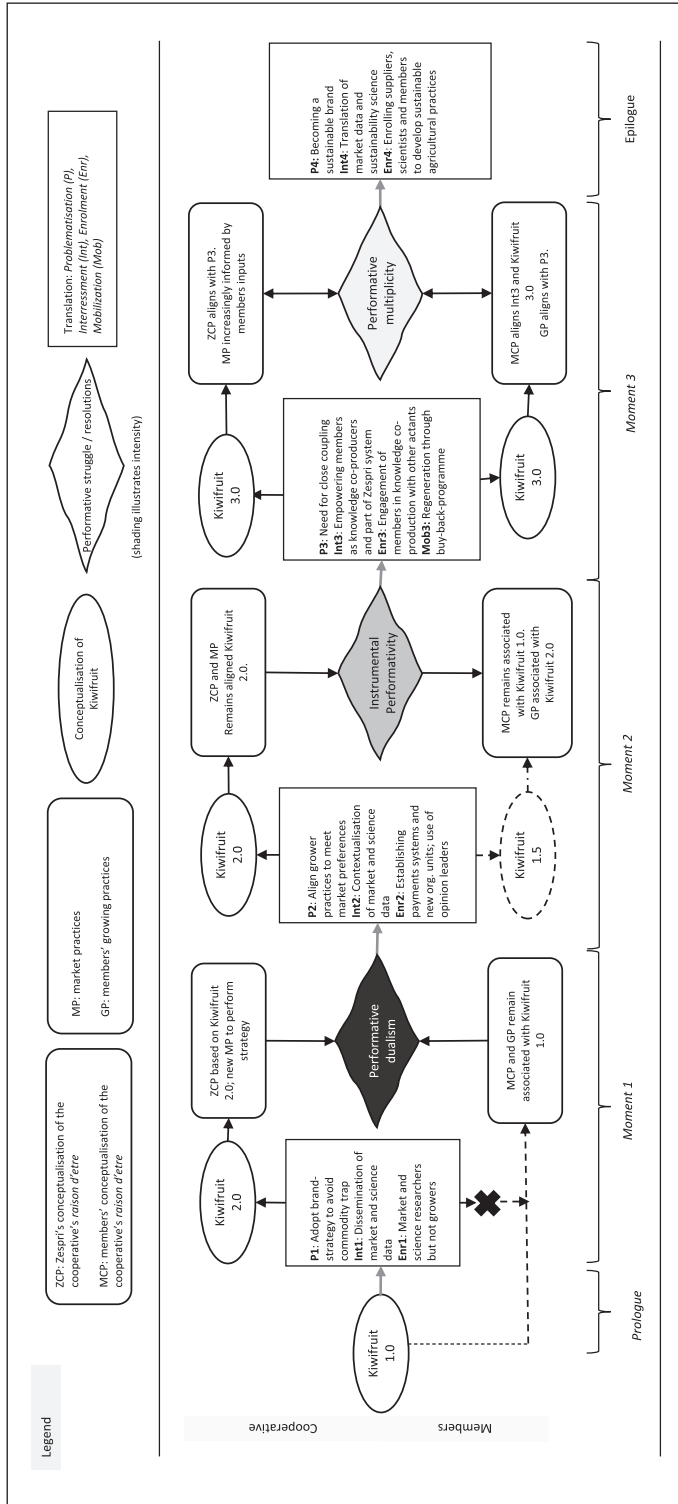 Legend
ZCP: Zespri's conceptualisation of the
cooperative's raison d'etre
MCP: members' conceptualisation of the
cooperative's raison d'etre
MP: market practices
GP: members' growing practices
Conceptualisation of
Kiwifruit
Performative struggle / resolutions
(shading illustrates intensity)
Translation: Problematisation (P),
Interressment (Int), Enrolment (Enr),
Mobilization (Mob)
Cooperative
Members
Kiwifruit
1.0
Prologue
Kiwifruit
2.0
P1: Adopt brand-
strategy to avoid
commodity trap
Int1: Dissemination of
market and science
data
Enr1: Market and
science researchers
but not growers
ZCP based on Kiwifruit
2.0; new MP to perform
strategy
Performative
dualism
MCP and GP remain
associated with Kiwifruit
1.0
Moment 1
Kiwifruit
2.0
P2: Align grower
practices to meet
market preferences
Int2: Contextualisation
of market and science
data
Enr2: Establishing
payments systems and
new org. units; use of
opinion leaders
Kiwifruit
1.5
ZCP and MP
Remains aligned Kiwifruit
2.0.
Instrumental
Performativity
MCP remains associated
with Kiwifruit 1.0.
GP associated with
Kiwifruit 2.0
Moment 2
Kiwifruit
3.0
P3: Need for close coupling
Int3: Empowering members
as knowledge co-producers
and part of Zespri system
Enr3: Engagement of
members in knowledge co-
production with other actants
Mob3: Regeneration through
buy-back-programme
Kiwifruit
3.0
ZCP aligns with P3.
MP increasingly informed by
members inputs
Performative
multiplicity
MCP aligns Int3 and Kiwifruit
3.0
GP aligns with P3.
Moment 3
P4: Becoming a
sustainable brand
Int4: Translation of
market data and
sustainability science
Enr4: Enrolling suppliers,
scientists and members
to develop sustainable
agricultural practices
Epilogue